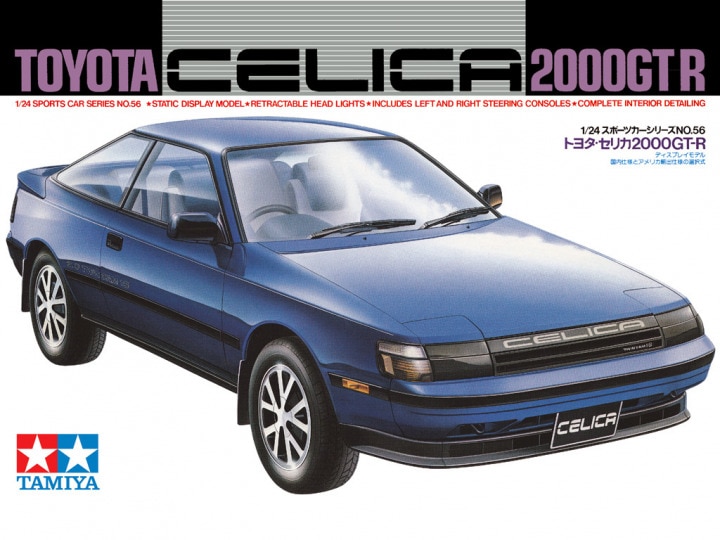 TOYOTA CELICA 2000GT R
1/24 SPORTS CAR SERIES NO.56 ★STATIC DISPLAY MODEL★RETRACTABLE HEAD LIGHTS★INCLUDES LEFT AND RIGHT STEERING CONSOLES★COMPLETE INTERIOR DETAILING
1/24 スポーツカーシリーズNO.56
トヨタ・セリカ2000GT-R
ディスプレイモデル
国内仕様とアメリカ輸出仕様の選択式
CELICA
CELICA
TAMIYA